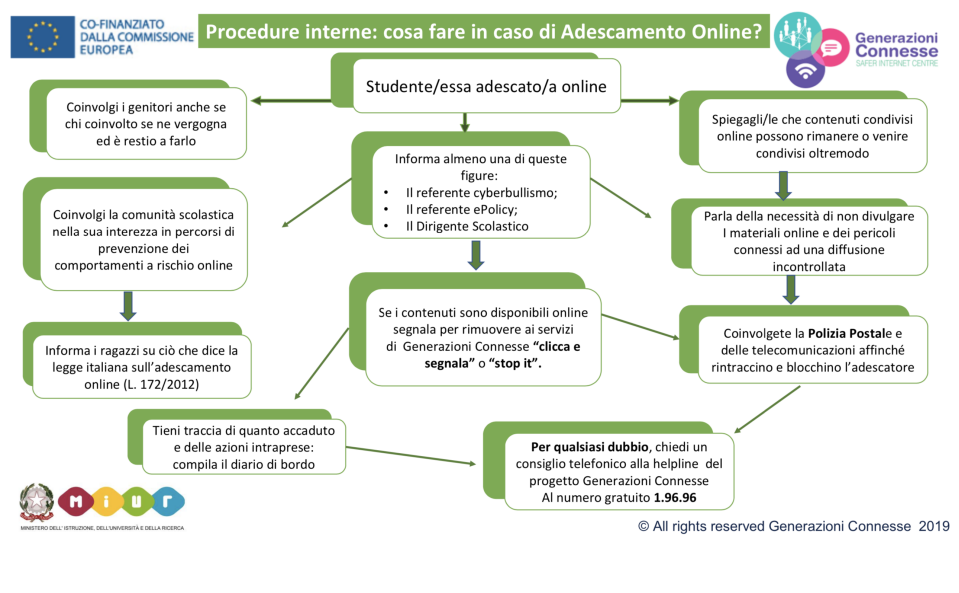 CO-FINANZIATO
DALLA COMMISSIONE
EUROPEA
Procedure interne: cosa fare in caso di Adescamento Online?
Generazioni
Connesse
SAFER INTERNET CENTRE
Studente/essa adescato/a online
Coinvolgi i genitori anche se
chi coinvolto se ne vergogna
ed è restio a farlo
Informa almeno una di queste
figure:
• Il referente cyberbullismo;
• Il referente ePolicy;
• Il Dirigente Scolastico
Spiegagli/le che contenuti condivisi
online possono rimanere o venire
condivisi oltremodo
Coinvolgi la comunità scolastica
nella sua interezza in percorsi di
prevenzione dei
comportamenti a rischio online
Parla della necessità di non divulgare
I materiali online e dei pericoli
connessi ad una diffusione
incontrollata
Se i contenuti sono disponibili online
segnala per rimuovere ai servizi
di Generazioni Connesse “clicca e
segnala” o “stop it”.
Informa i ragazzi su ciò che dice la
legge italiana sull’adescamento
online (L. 172/2012)
Coinvolgete la Polizia Postale e
delle telecomunicazioni affinché
rintraccino e blocchino l’adescatore
Tieni traccia di quanto accaduto
e delle azioni intraprese:
compila il diario di bordo
Per qualsiasi dubbio, chiedi un
consiglio telefonico alla helpline del
progetto Generazioni Connesse
Al numero gratuito 1.96.96
MIUR
MINISTERO DELL’ ISTRUZIONE, DELL’UNIVERSITÀ E DELLA RICERCA
© All rights reserved Generazioni Connesse 2019